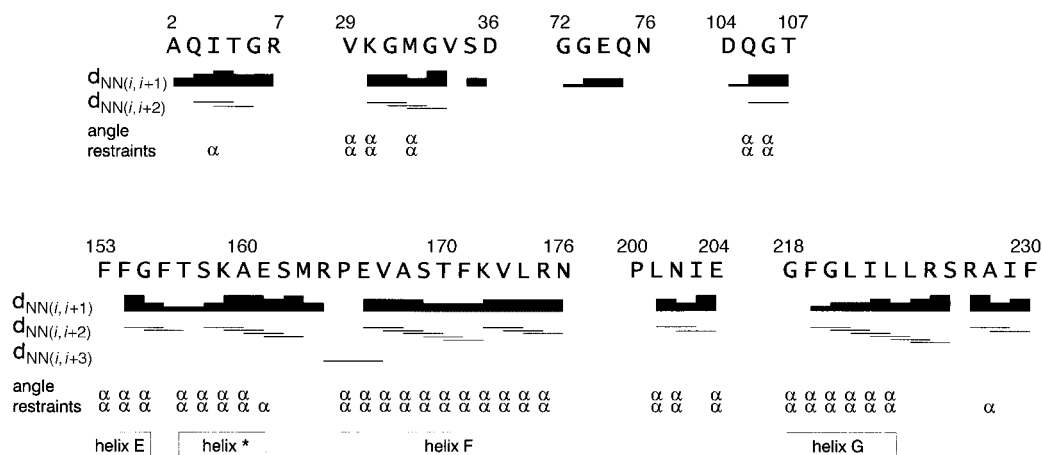 2 7 29 36 72 76 104 107
AQITGR VKGMGVSD GGEQN DQGT
dNN(i,i+1)
dNN(i,i+2)
angle α α α α α
restraints α α α α α α
153 160 170 176 200 204 218 230
FFGFTSKAESMRPEVASTFKVLRN PLNIE GFGLILLRSRAIF
dNN(i,i+1)
dNN(i,i+2)
dNN(i,i+3)
angle α α α α α α α α α α α α α α α α α α α α α α α α α α α
restraints α α α α α α α α α α α α α α α α α α α α α α α α α α α α α
helix E helix * helix F helix G